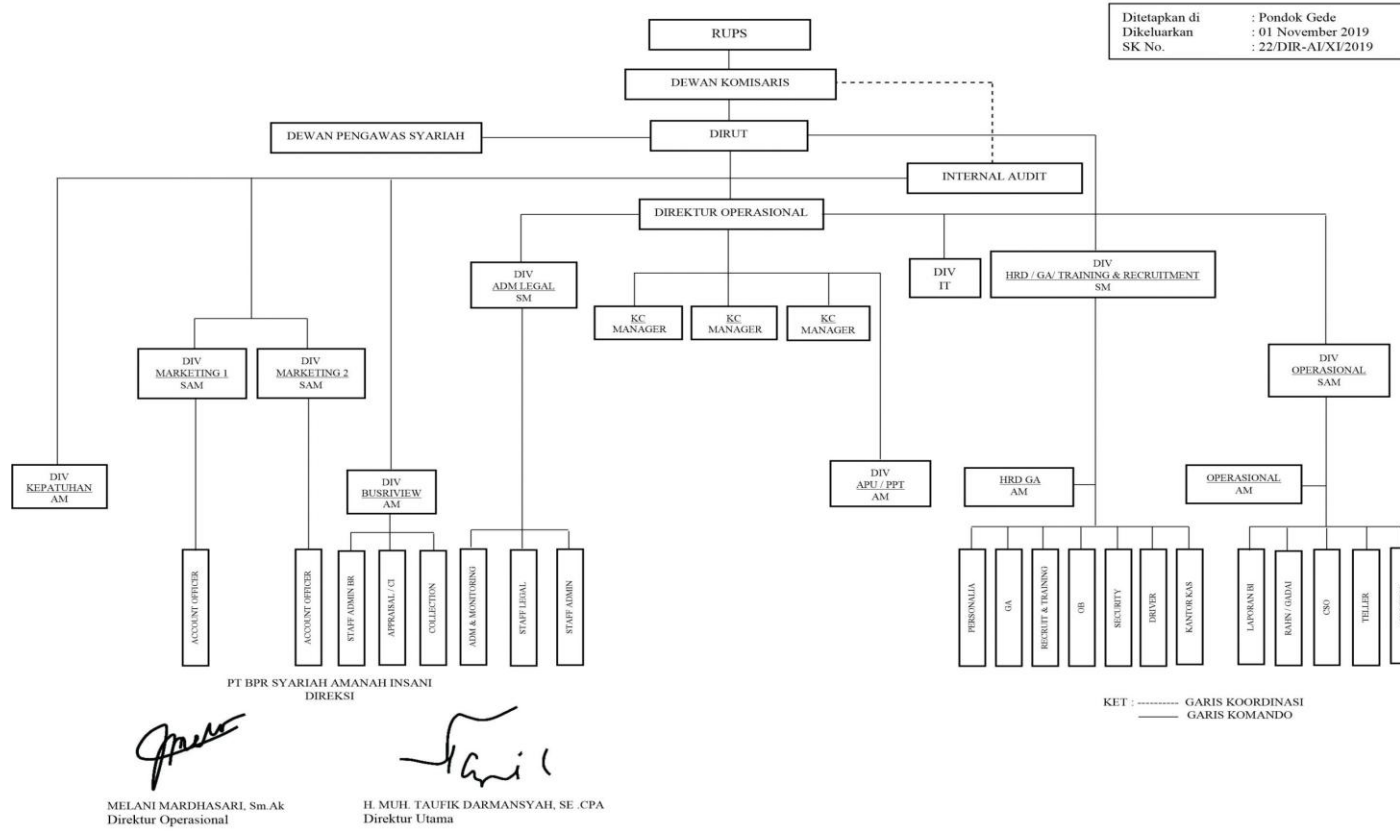 Ditetapkan di : Pondok Gede
Dikeluarkan : 01 November 2019
SK No. : 22/DIR-AI/XI/2019
RUPS
DEWAN KOMISARIS
DEWAN PENGAWAS SYARIAH
DIRUT
INTERNAL AUDIT
DIREKTUR OPERASIONAL
DIV
ADM LEGAL
SM
DIV
IT
DIV
HRD / GA/ TRAINING & RECRUITMENT
SM
KC
MANAGER
KC
MANAGER
KC
MANAGER
DIV
MARKETING 1
SAM
DIV
MARKETING 2
SAM
DIV
OPERASIONAL
SAM
DIV
KEPATUHAN
AM
DIV
BUSRIVIEW
AM
DIV
APU / PPT
AM
HRD GA
AM
OPERASIONAL
AM
ACCOUNT OFFICER
ACCOUNT OFFICER
STAFF ADMIN BR
APPRAISAL / CI
COLLECTION
ADM & MONITORING
STAFF LEGAL
STAFF ADMIN
PERSONALIA
GA
RECRUIT & TRAINING
OB
SECURITY
DRIVER
KANTOR KAS
LAPORAN BI
RAHN / GADAI
CSO
TELLER
PT BPR SYARIAH AMANAH INSANI
DIREKSI
KET : ---------- GARIS KOORDINASI
——— GARIS KOMANDO
MELANI MARDHASARI, Sm.Ak
Direktur Operasional
H. MUH. TAUFIK DARMANSYAH, SE .CPA
Direktur Utama